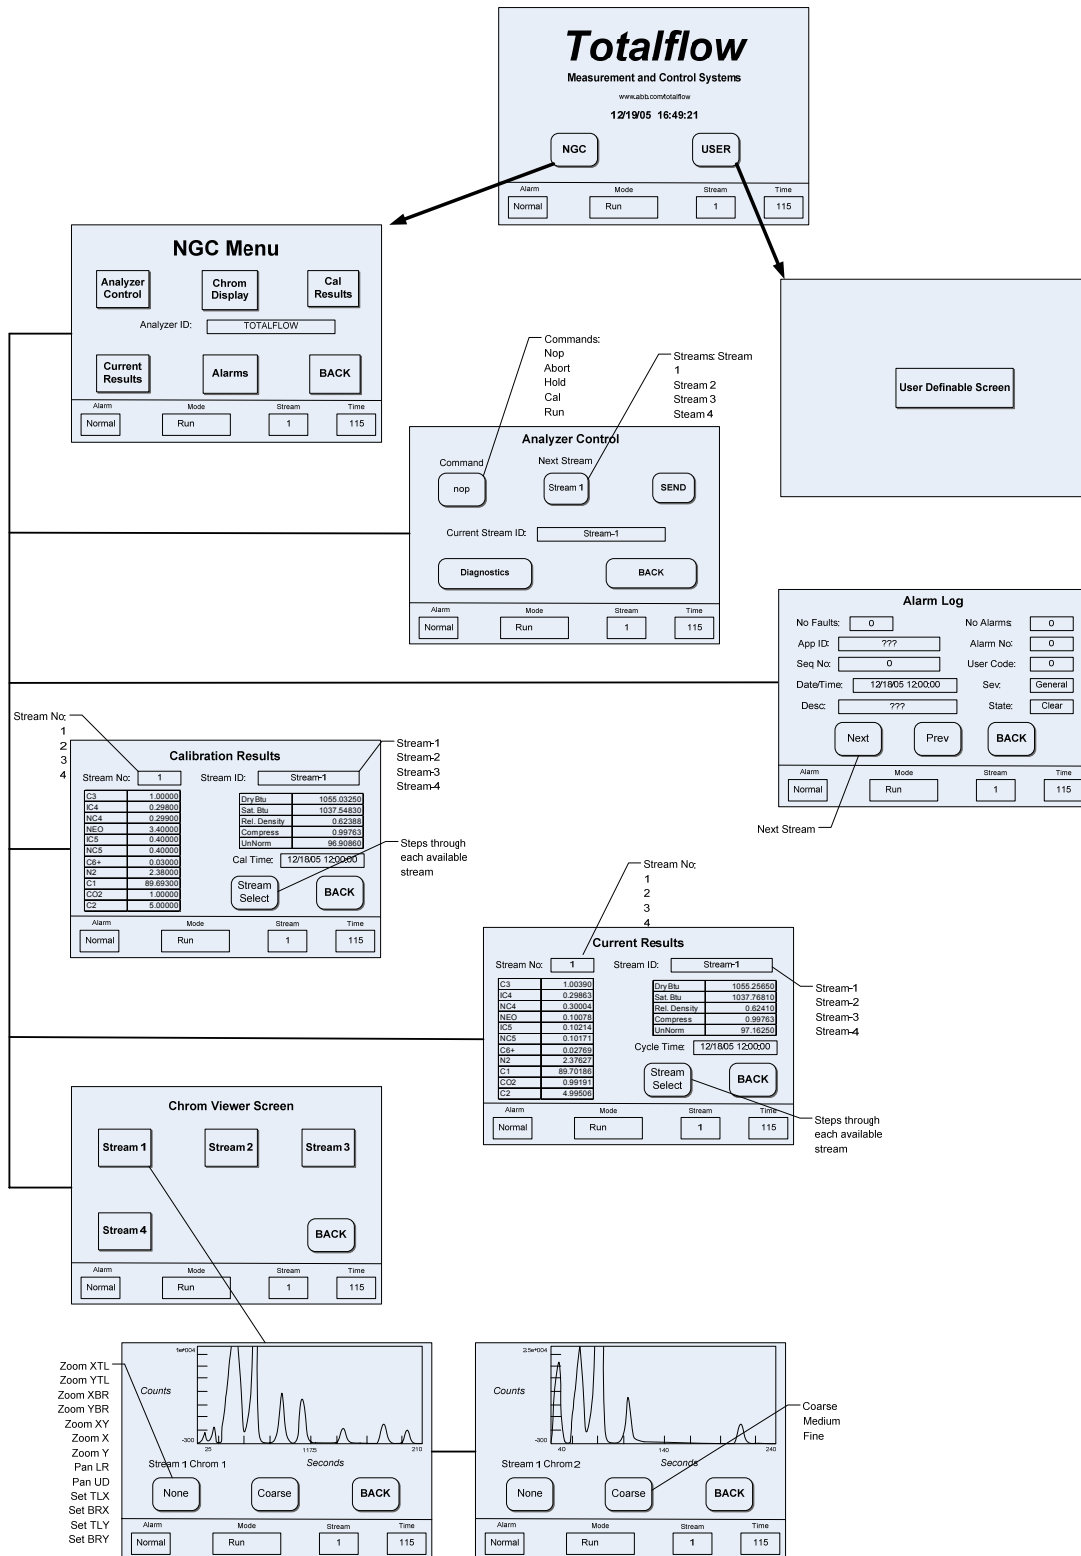 Totalflow
Measurement and Control Systems
www.abb.com/totalflow
12/19/05 16:49:21
NGC
USER
Alarm
Mode
Stream
Time
Normal
Run
1
115
NGC Menu
Analyzer
Control
Chrom
Display
Cal
Results
Analyzer ID:
TOTALFLOW
Current
Results
Alarms
BACK
Alarm
Mode
Stream
Time
Normal
Run
1
115
User Definable Screen
Commands:
Nop
Abort
Hold
Cal
Run
Streams: Stream
1
Stream 2
Stream 3
Steam 4
Analyzer Control
Command
Next Stream
nop
Stream 1
SEND
Current Stream ID:
Stream-1
Diagnostics
BACK
Alarm
Mode
Stream
Time
Normal
Run
1
115
Alarm Log
No Faults: 0
No Alarms: 0
App ID: ???
Alarm No: 0
Seq No: 0
User Code: 0
Date/Time: 12/18/05 12:00:00
Sev: General
Desc: ???
State: Clear
Next
Prev
BACK
Alarm
Mode
Stream
Time
Normal
Run
1
115
Next Stream
Stream No:
1
2
3
4
Calibration Results
Stream No: 1
Stream ID: Stream-1
Stream-1
Stream-2
Stream-3
Stream-4
C3 1.00000
IC4 0.29800
NC4 0.29900
NEO 3.40000
IC5 0.40000
NC5 0.40000
C6+ 0.03000
N2 2.38000
C1 89.69300
CO2 1.00000
C2 5.00000
Dry Btu 1055.03250
Sat. Btu 1037.54830
Rel. Density 0.62388
Compress 0.99763
UnNorm 96.90860
Cal Time: 12/18/05 12:00:00
Stream
Select
BACK
Steps through
each available
stream
Alarm
Mode
Stream
Time
Normal
Run
1
115
Stream No:
1
2
3
4
Current Results
Stream No: 1
Stream ID: Stream-1
Stream-1
Stream-2
Stream-3
Stream-4
C3 1.00390
IC4 0.29863
NC4 0.30004
NEO 0.10078
IC5 0.10214
NC5 0.10171
C6+ 0.02769
N2 2.37627
C1 89.70186
CO2 0.99191
C2 4.99506
Dry Btu 1055.25650
Sat. Btu 1037.76810
Rel. Density 0.62410
Compress 0.99763
UnNorm 97.16250
Cycle Time: 12/18/05 12:00:00
Stream
Select
BACK
Steps through
each available
stream
Alarm
Mode
Stream
Time
Normal
Run
1
115
Chrom Viewer Screen
Stream 1
Stream 2
Stream 3
Stream 4
BACK
Alarm
Mode
Stream
Time
Normal
Run
1
115
Zoom XTL
Zoom YTL
Zoom XBR
Zoom YBR
Zoom XY
Zoom X
Zoom Y
Pan LR
Pan UD
Set TLX
Set BRX
Set TLY
Set BRY
1e+004
Counts
-300
25
117.5
210
Stream 1 Chrom 1
Seconds
None
Coarse
BACK
Alarm
Mode
Stream
Time
Normal
Run
1
115
2.5e+004
Counts
-300
40
140
240
Stream 1 Chrom 2
Seconds
None
Coarse
BACK
Coarse
Medium
Fine
Alarm
Mode
Stream
Time
Normal
Run
1
115